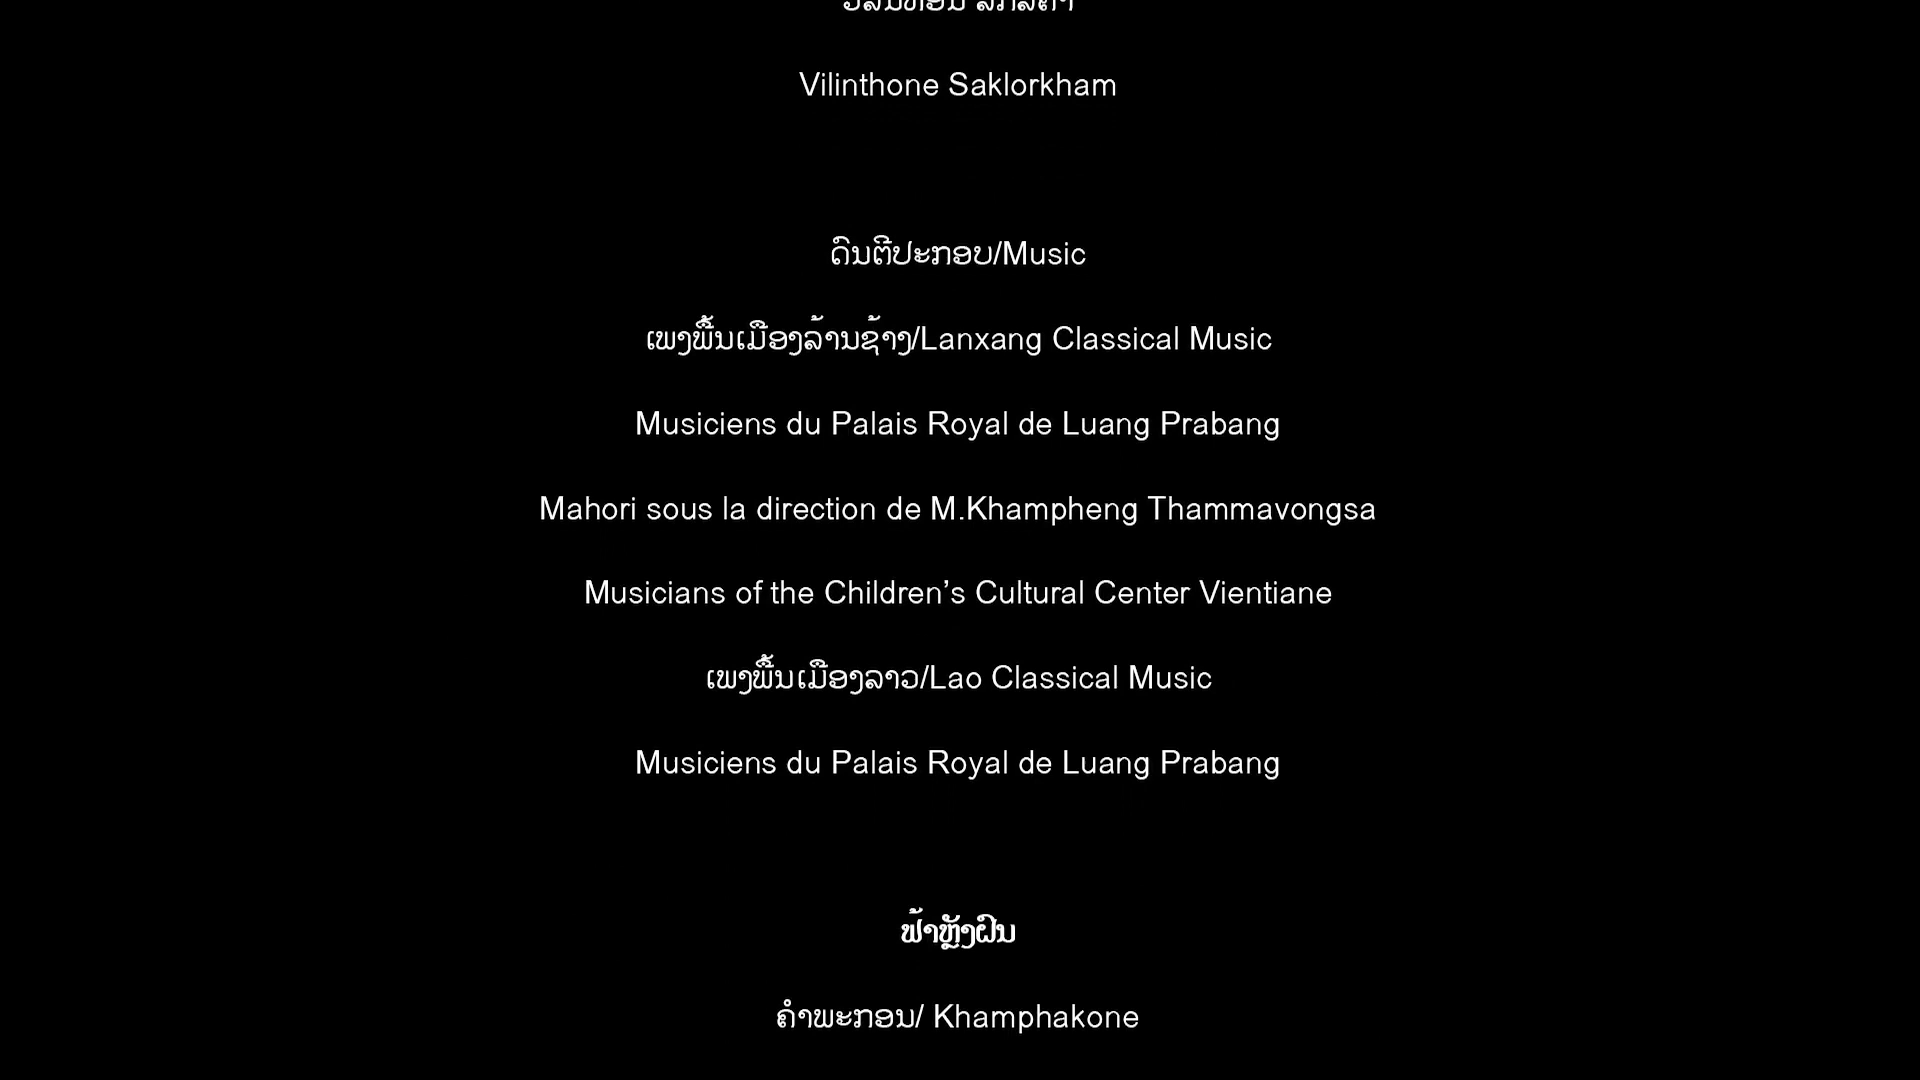 Vilinthone Saklorkham
ດົນຕີປະກອບ/Music
ເພງພື້ນເມືອງລ້ານຊ້າງ/Lanxang Classical Music
Musiciens du Palais Royal de Luang Prabang
Mahori sous la direction de M.Khampheng Thammavongsa
Musicians of the Children’s Cultural Center Vientiane
ເພງພື້ນເມືອງລາວ/Lao Classical Music
Musiciens du Palais Royal de Luang Prabang
ຟ້າຫຼັງຝົນ
ຄຳພະກອນ/ Khamphakone